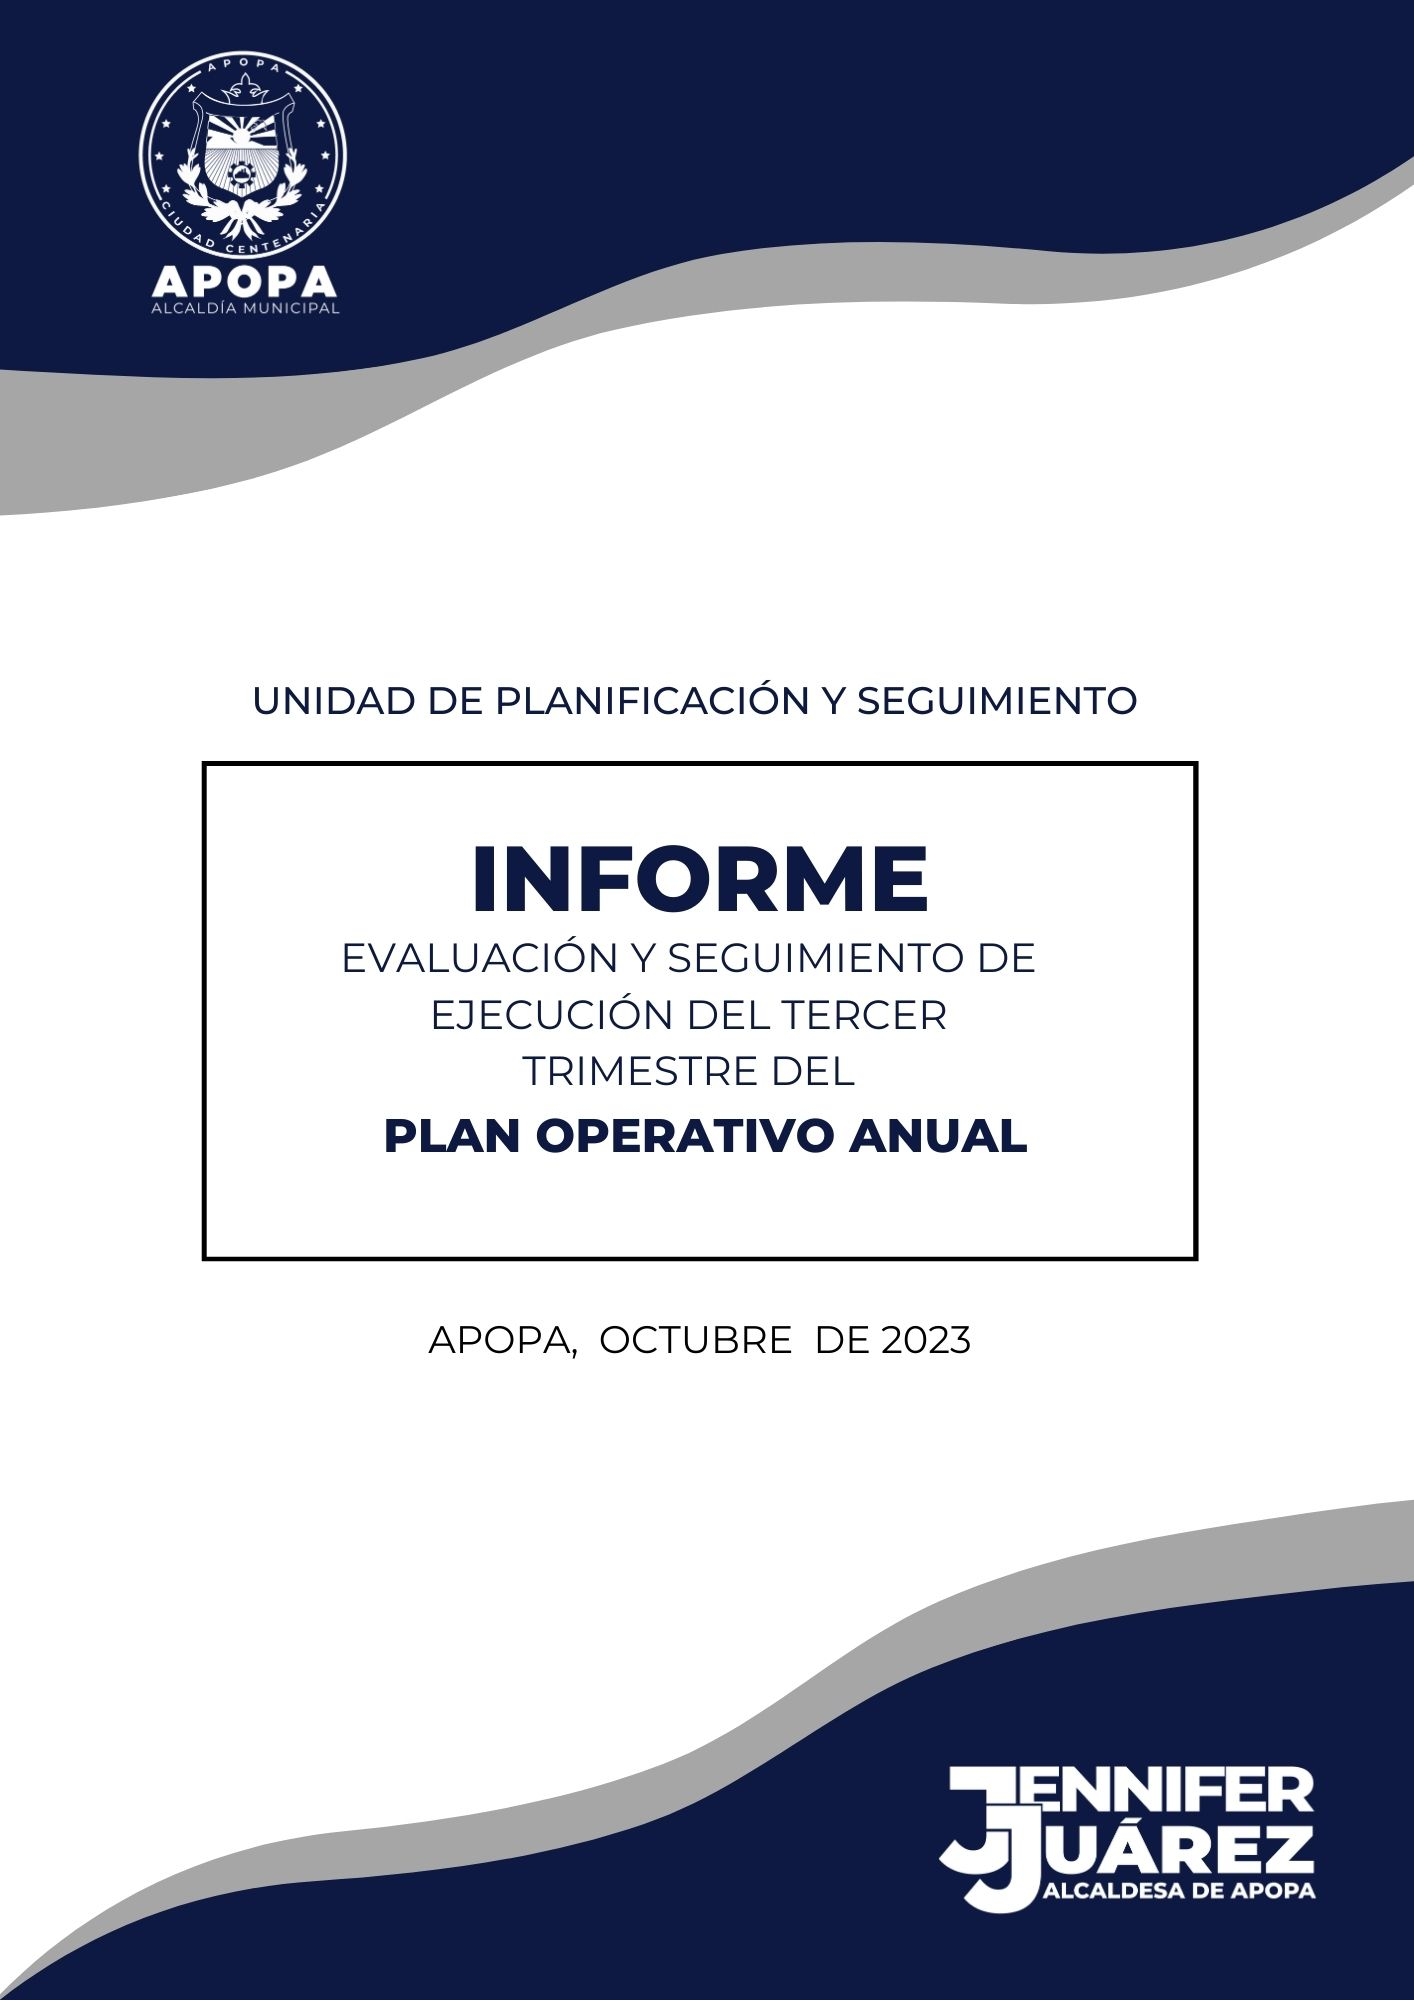 APOPA
CIUDAD CENTENARIA
APOPA
ALCALDÍA MUNICIPAL
UNIDAD DE PLANIFICACIÓN Y SEGUIMIENTO
INFORME
EVALUACIÓN Y SEGUIMIENTO DE
EJECUCIÓN DEL TERCER
TRIMESTRE DEL
PLAN OPERATIVO ANUAL
APOPA, OCTUBRE DE 2023
JENNIFER
JUÁREZ
ALCALDESA DE APOPA